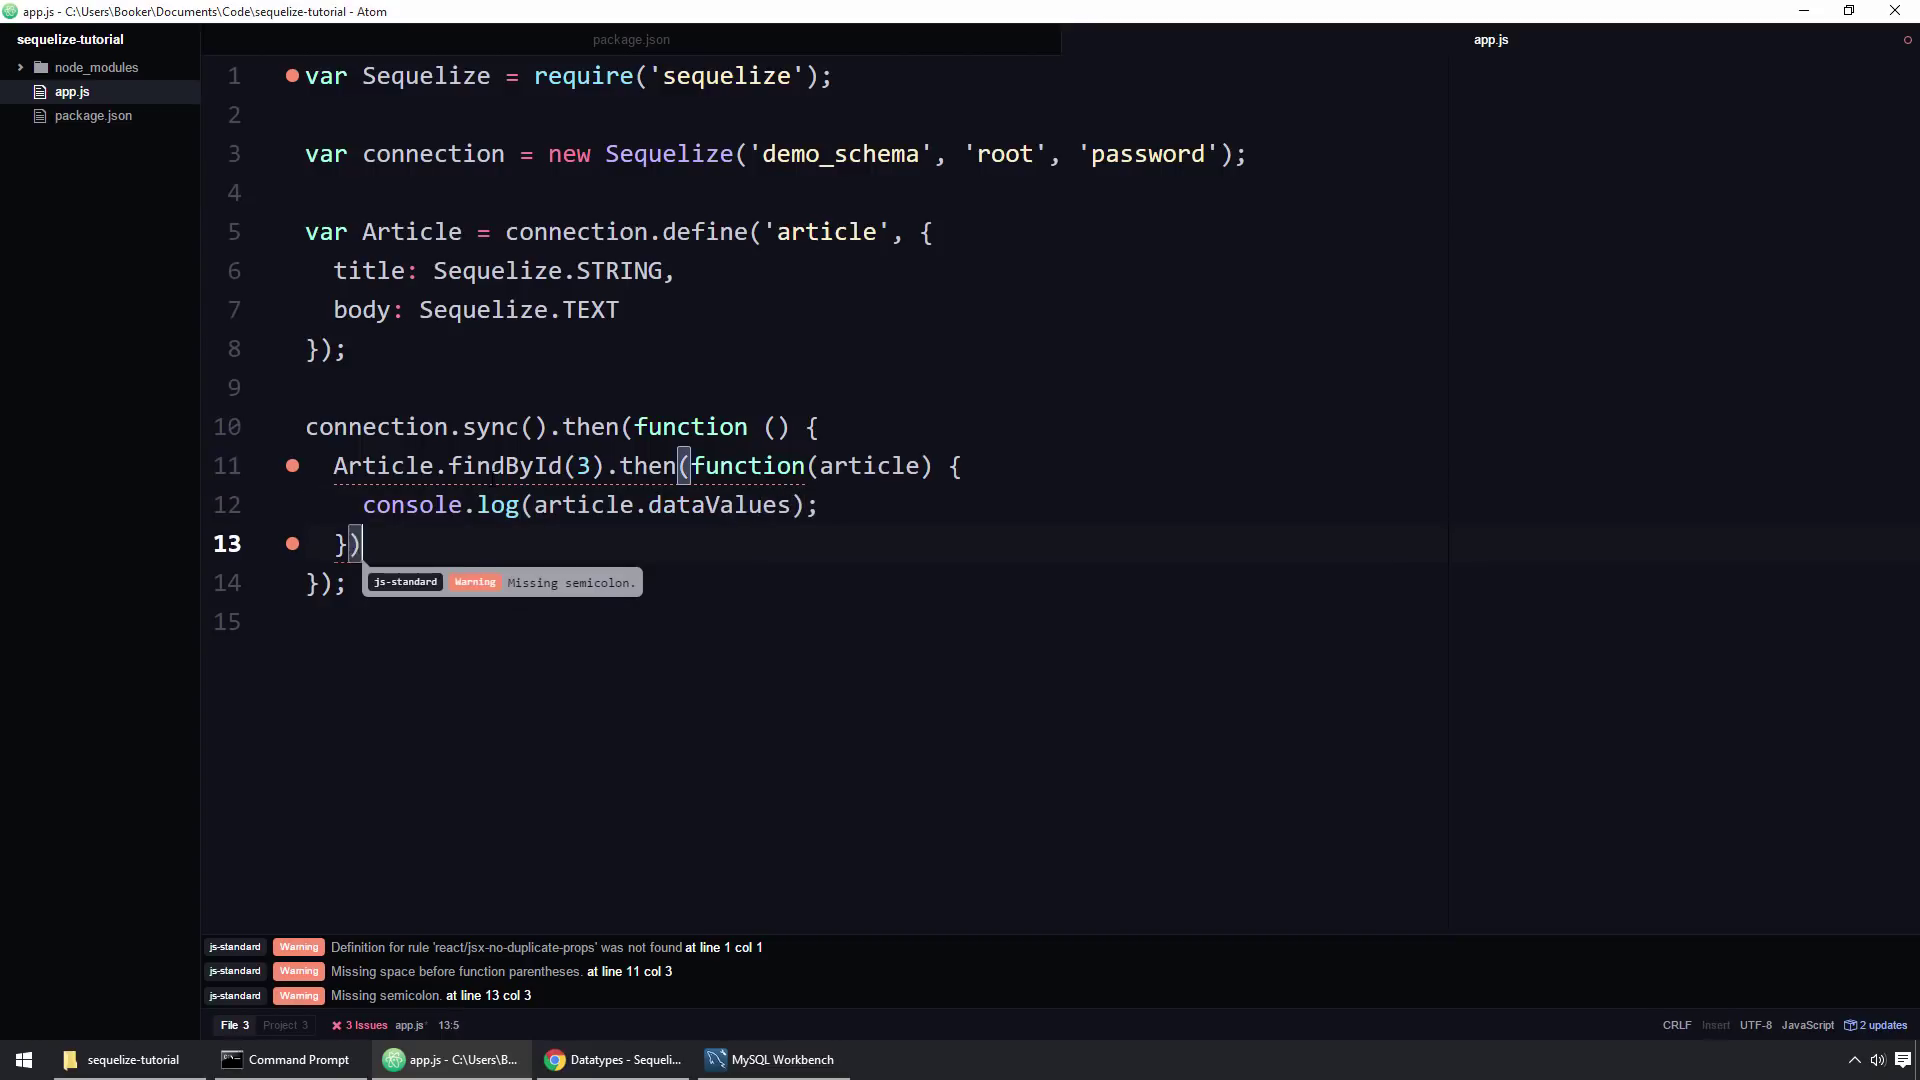 app.js - C:\Users\Booker\Documents\Code\sequelize-tutorial - Atom
sequelize-tutorial
node_modules
app.js
package.json
package.json
app.js
1 var Sequelize = require('sequelize');
2
3 var connection = new Sequelize('demo_schema', 'root', 'password');
4
5 var Article = connection.define('article', {
6 title: Sequelize.STRING,
7 body: Sequelize.TEXT
8 });
9
10 connection.sync().then(function () {
11 Article.findById(3).then(function(article) {
12 console.log(article.dataValues);
13 })
js-standard Warning Missing semicolon.
14 });
15
js-standard Warning Definition for rule 'react/jsx-no-duplicate-props' was not found at line 1 col 1
js-standard Warning Missing space before function parentheses. at line 11 col 3
js-standard Warning Missing semicolon. at line 13 col 3
File 3 Project 3 3 Issues app.js* 13:5 CRLF Insert UTF-8 JavaScript 2 updates
sequelize-tutorial Command Prompt app.js - C:\Users\B... Datatypes - Sequeli... MySQL Workbench